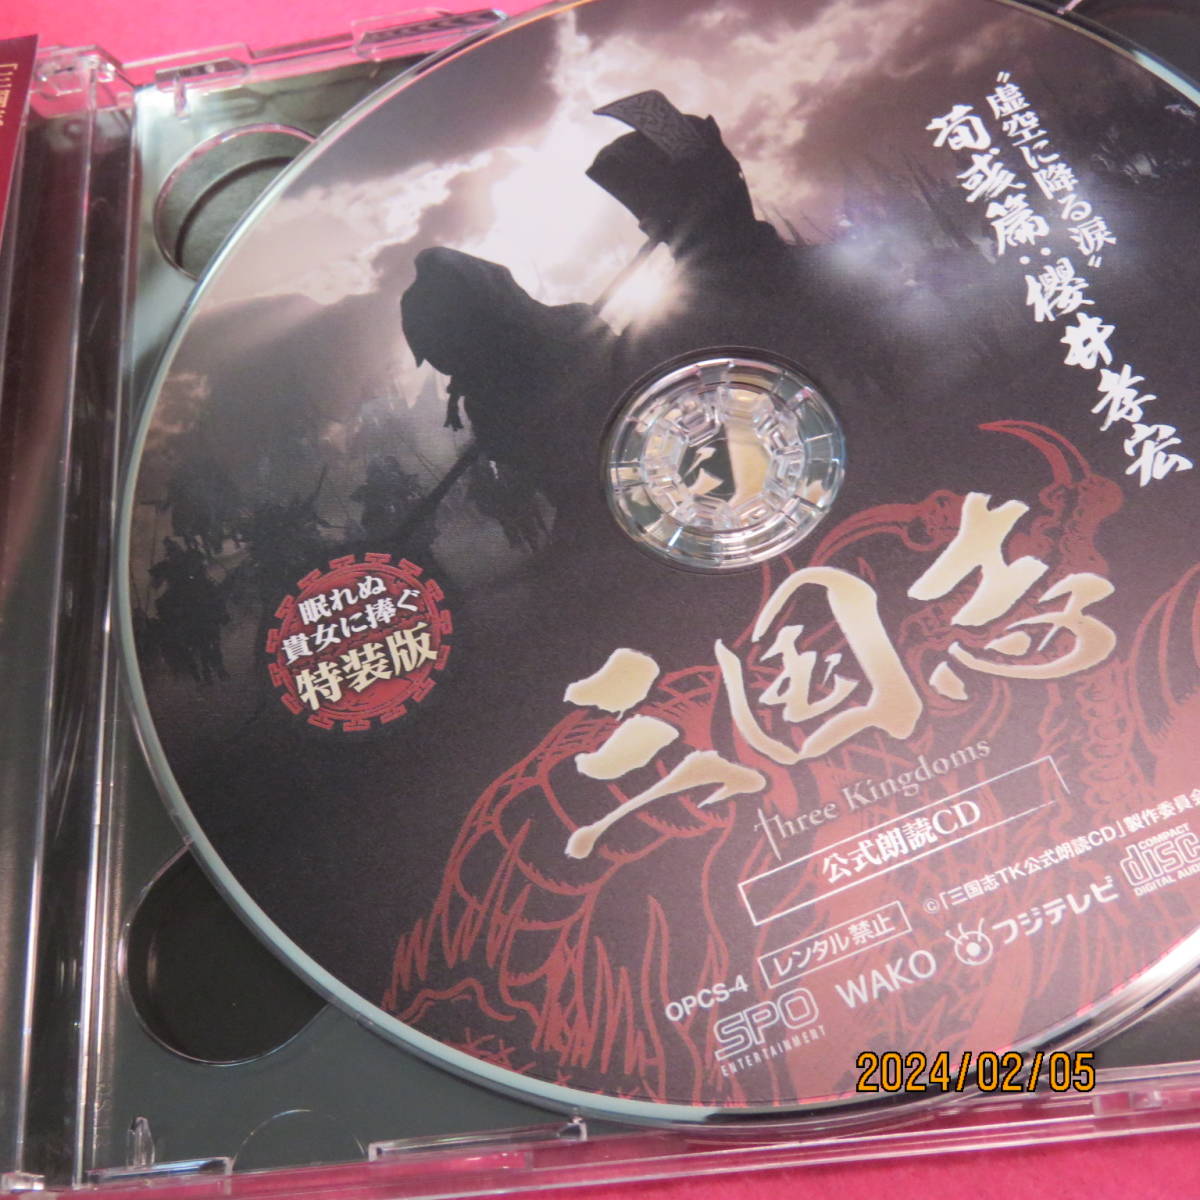 「三国志
"虚空に降る涙"
荀彧篇:櫻井孝宏
眠れぬ
貴女に捧ぐ
特装版
三国志
Three Kingdoms
公式朗読CD
©「三国志TK公式朗読CD」製作委員会
レンタル禁止
OPCS-4
SPO
ENTERTAINMENT
WAKO
フジテレビ
COMPACT
disc
DIGITAL AUDIO
2024/02/05